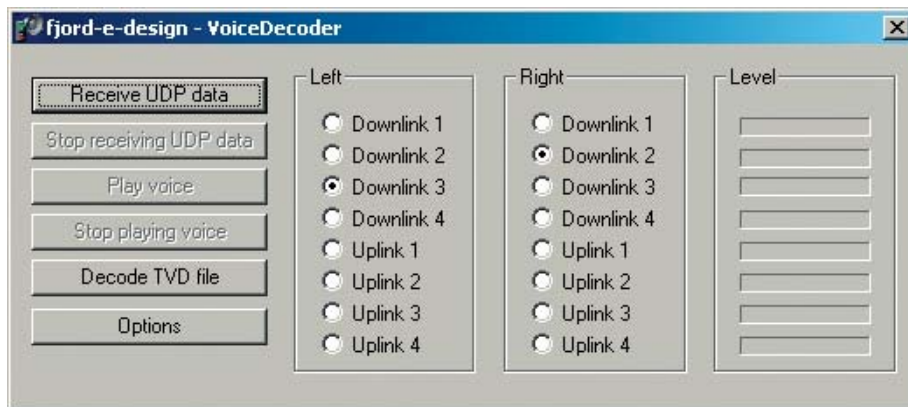 fjord-e-design - VoiceDecoder
Receive UDP data
Stop receiving UDP data
Play voice
Stop playing voice
Decode TVD file
Options
Left
Downlink 1
Downlink 2
Downlink 3
Downlink 4
Uplink 1
Uplink 2
Uplink 3
Uplink 4
Right
Downlink 1
Downlink 2
Downlink 3
Downlink 4
Uplink 1
Uplink 2
Uplink 3
Uplink 4
Level